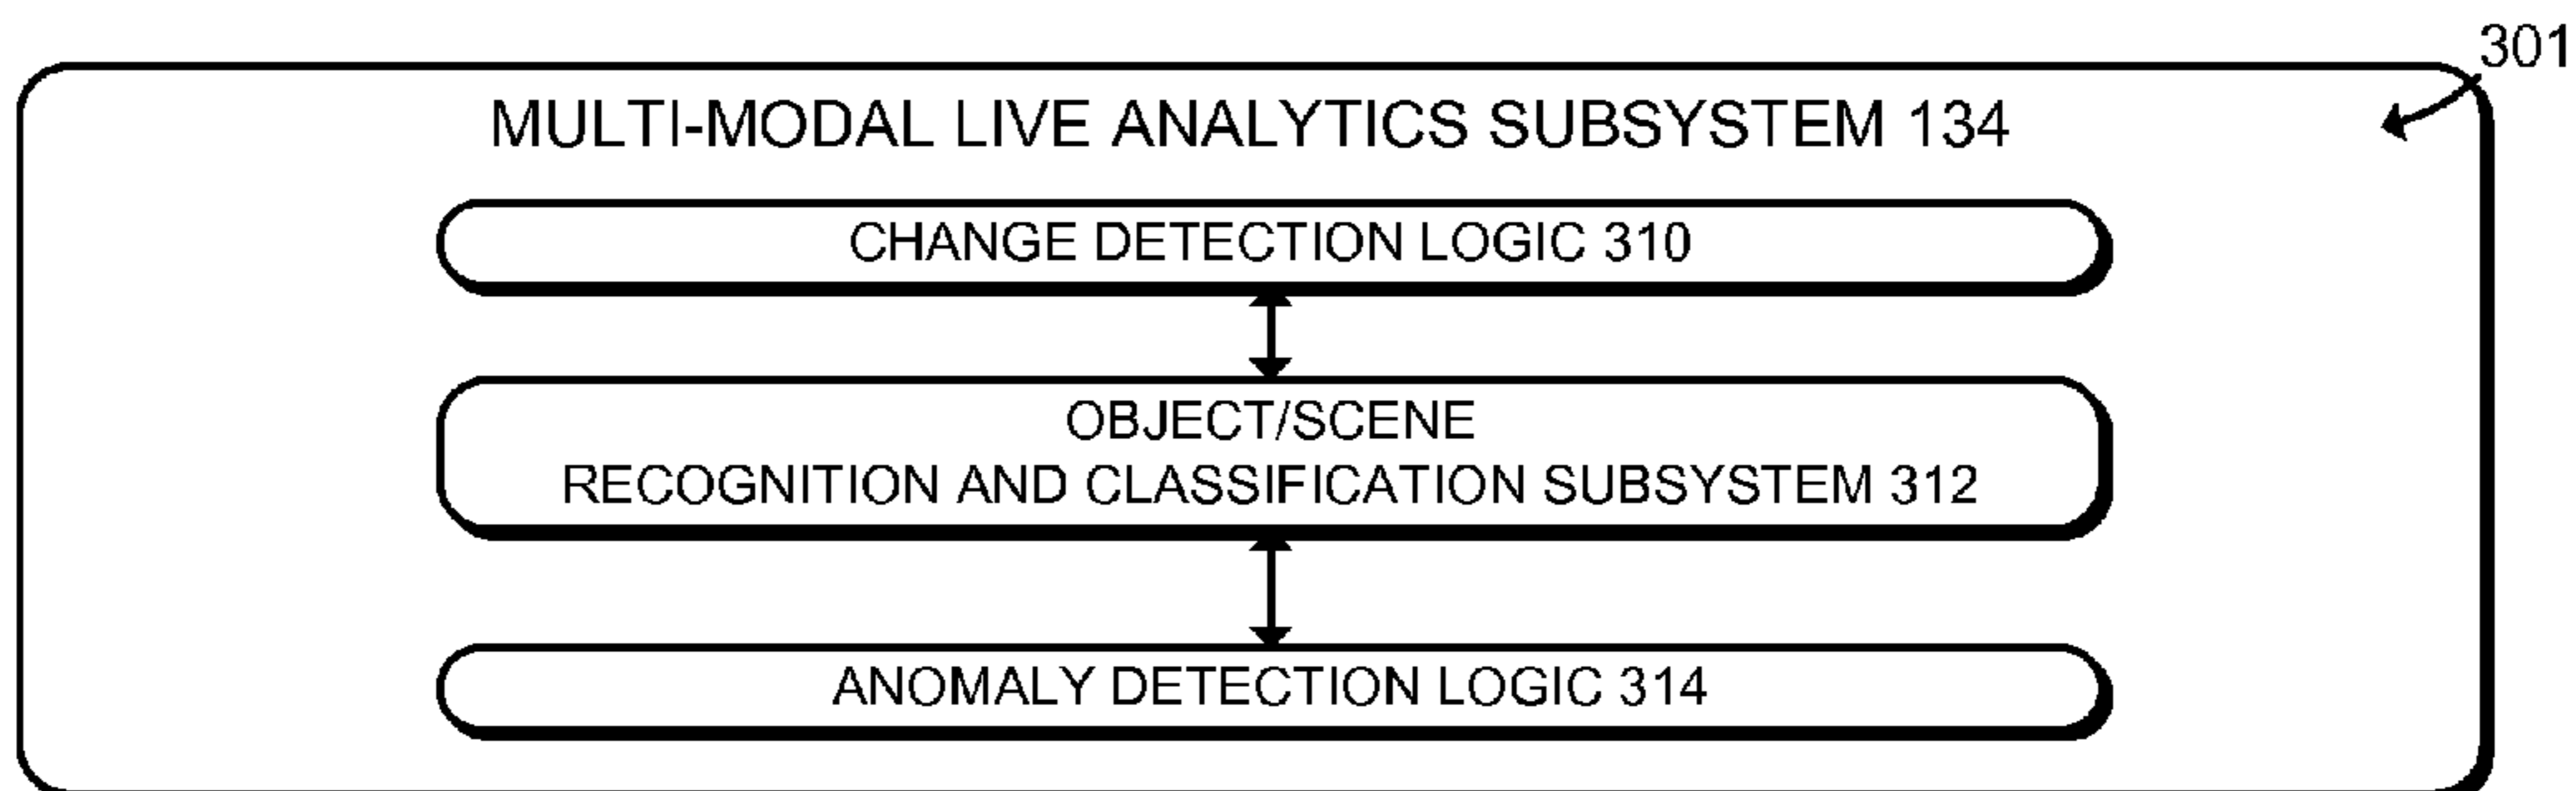 301
MULTI-MODAL LIVE ANALYTICS SUBSYSTEM 134
CHANGE DETECTION LOGIC 310
OBJECT/SCENE
RECOGNITION AND CLASSIFICATION SUBSYSTEM 312
ANOMALY DETECTION LOGIC 314